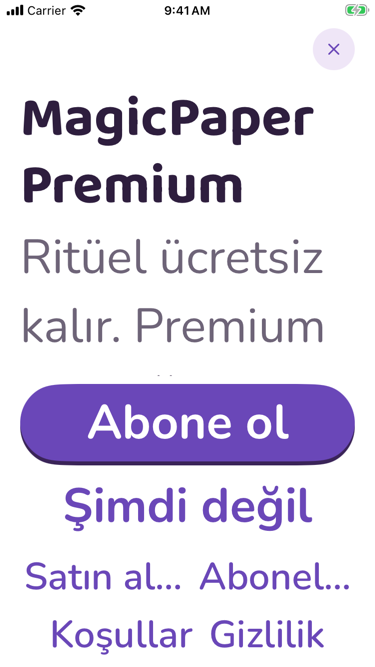 Carrier 9:41 AM
MagicPaper
Premium
Ritüel ücretsiz
kalır. Premium
Abone ol
Şimdi değil
Satın al... Abonel...
Koşullar Gizlilik